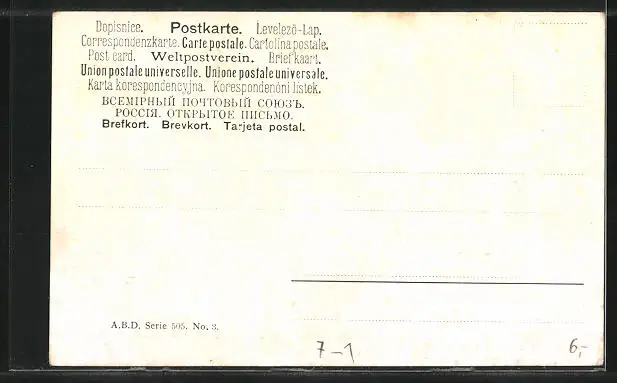 Dopisnice. Postkarte. Levelező-Lap.
Correspondenzkarte. Carte postale. Cartolina postale.
Post card. Weltpostverein. Briefkaart.
Union postale universelle. Unione postale universale.
Karta korespondencyjna. Korespondenčni listek.
ВСЕМІРНЫЙ ПОЧТОВЫЙ СОЮЗЪ.
РОССІЯ. ОТКРЫТОЕ ПИСЬМО.
Brefkort. Brevkort. Tarjeta postal.
A.B.D. Serie 505. No. 3.
7-1
6,-